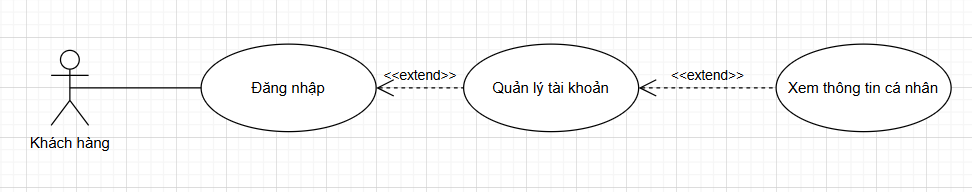 <<extend>>
<<extend>>
Đăng nhập
Quản lý tài khoản
Xem thông tin cá nhân
Khách hàng